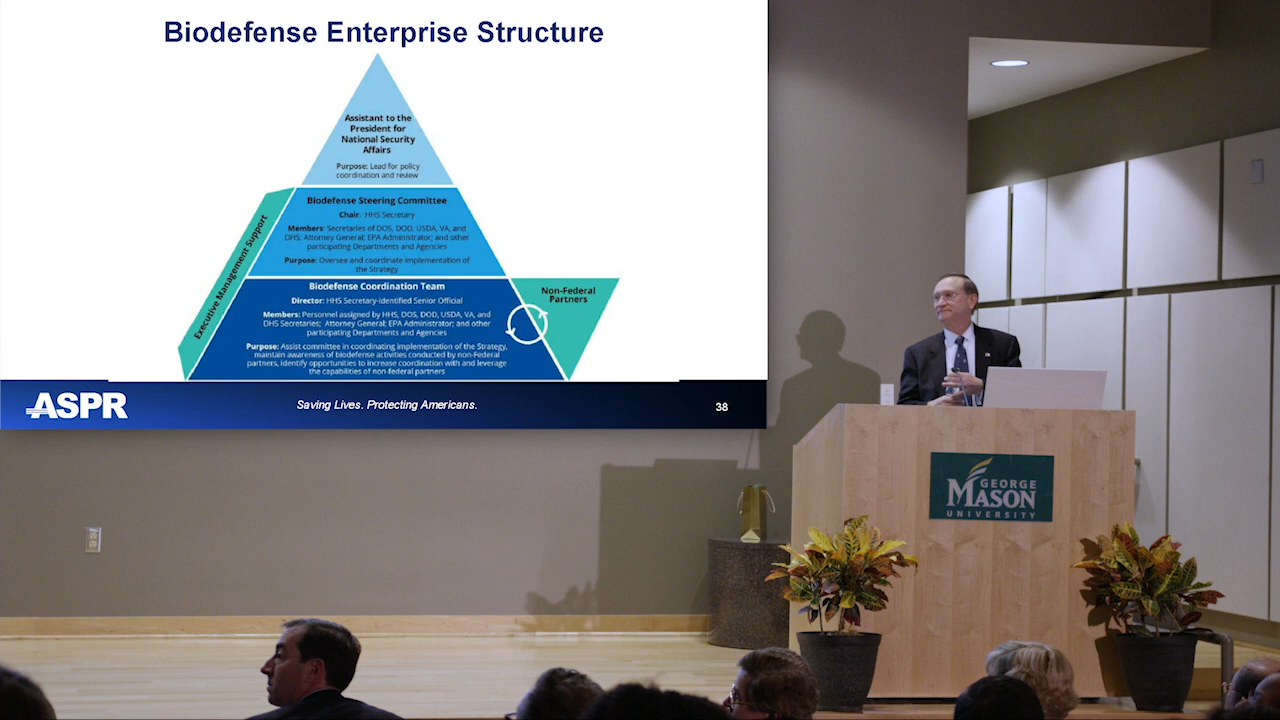 Biodefense Enterprise Structure
Assistant to the
President for
National Security
Affairs
Purpose: Lead for policy
coordination and review
Biodefense Steering Committee
Chair: HHS Secretary
Members: Secretaries of DOS, DOD, USDA, VA, and
DHS; Attorney General; EPA Administrator; and other
participating Departments and Agencies
Purpose: Oversee and coordinate implementation of
the Strategy
Executive Management Support
Biodefense Coordination Team
Director: HHS Secretary-identified Senior Official
Members: Personnel assigned by HHS, DOS, DOD, USDA, VA, and
DHS Secretaries; Attorney General; EPA Administrator; and other
participating Departments and Agencies
Purpose: Assist committee in coordinating implementation of the Strategy,
maintain awareness of biodefense activities conducted by non-Federal
partners, identify opportunities to increase coordination with and leverage
the capabilities of non-federal partners
Non-Federal
Partners
ASPR
Saving Lives. Protecting Americans.
38
GEORGE
MASON
UNIVERSITY